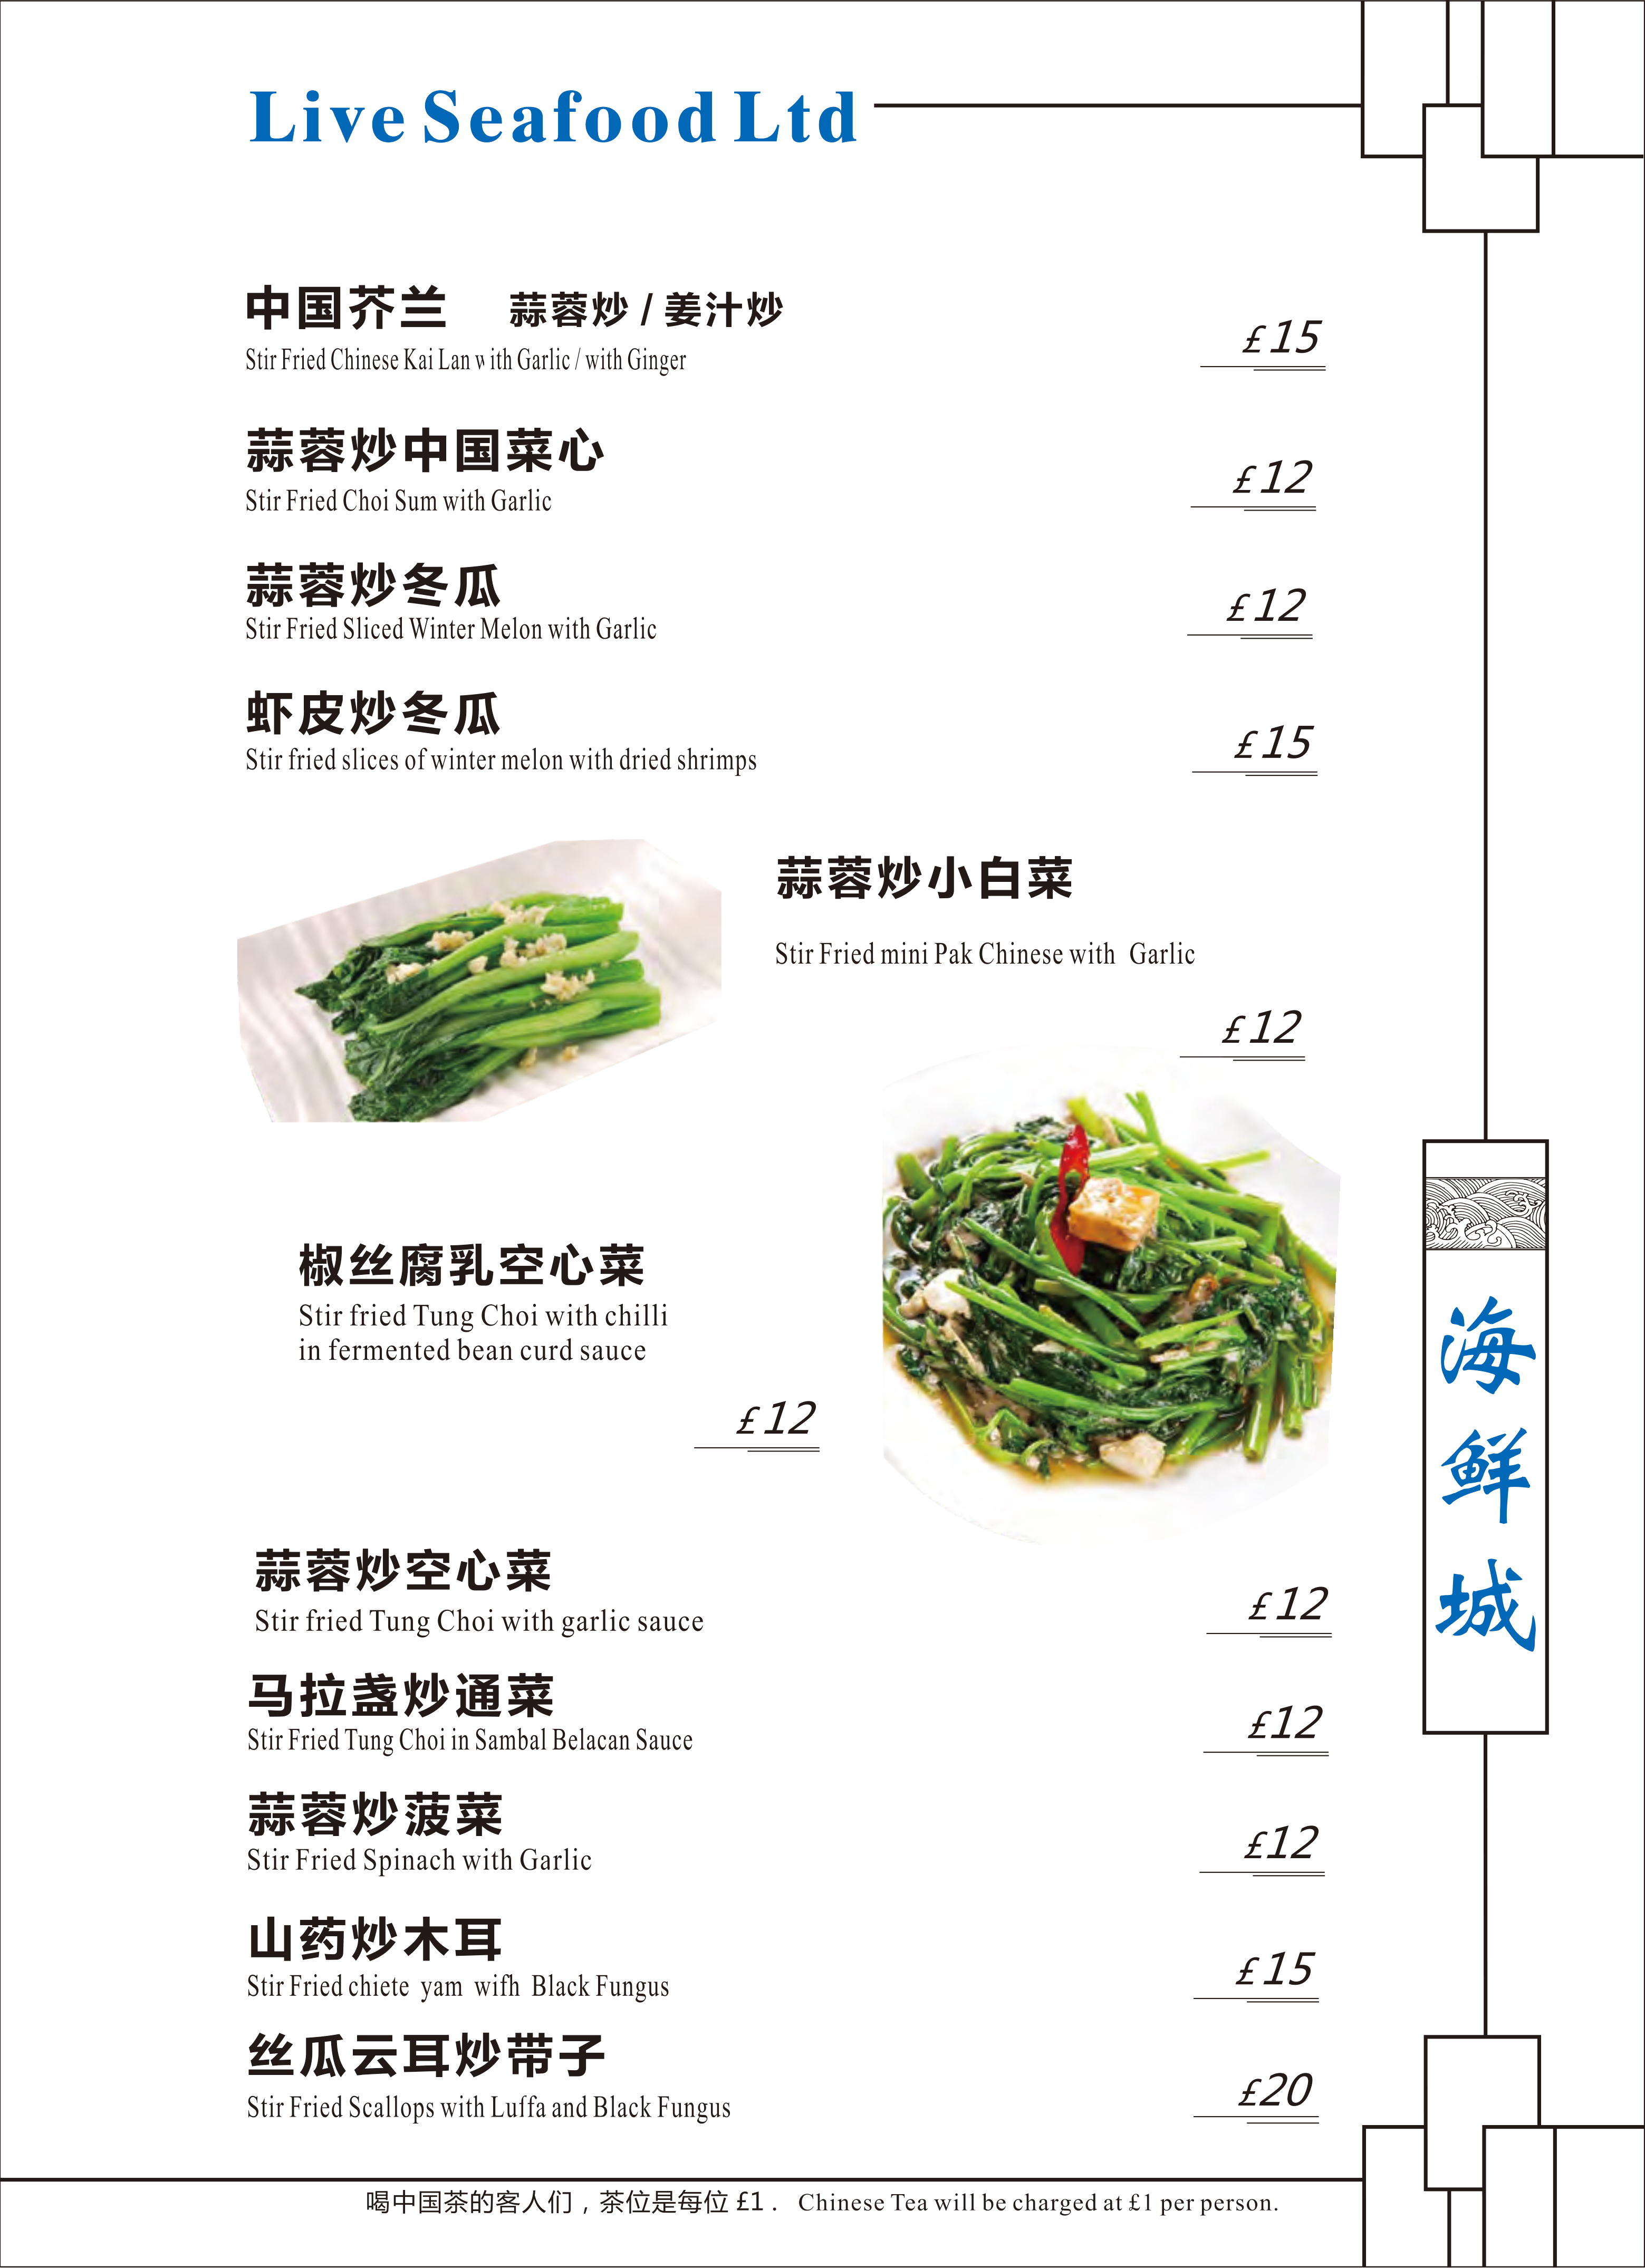 Live Seafood Ltd
中国芥兰 蒜蓉炒 / 姜汁炒
£15
Stir Fried Chinese Kai Lan with Garlic / with Ginger
蒜蓉炒中国菜心
£12
Stir Fried Choi Sum with Garlic
蒜蓉炒冬瓜
£12
Stir Fried Sliced Winter Melon with Garlic
虾皮炒冬瓜
£15
Stir fried slices of winter melon with dried shrimps
蒜蓉炒小白菜
Stir Fried mini Pak Chinese with Garlic
£12
椒丝腐乳空心菜
Stir fried Tung Choi with chilli
in fermented bean curd sauce
£12
海鲜城
蒜蓉炒空心菜
£12
Stir fried Tung Choi with garlic sauce
马拉盏炒通菜
£12
Stir Fried Tung Choi in Sambal Belacan Sauce
蒜蓉炒菠菜
£12
Stir Fried Spinach with Garlic
山药炒木耳
£15
Stir Fried chiete yam wifh Black Fungus
丝瓜云耳炒带子
£20
Stir Fried Scallops with Luffa and Black Fungus
喝中国茶的客人们，茶位是每位 £1 . Chinese Tea will be charged at £1 per person.